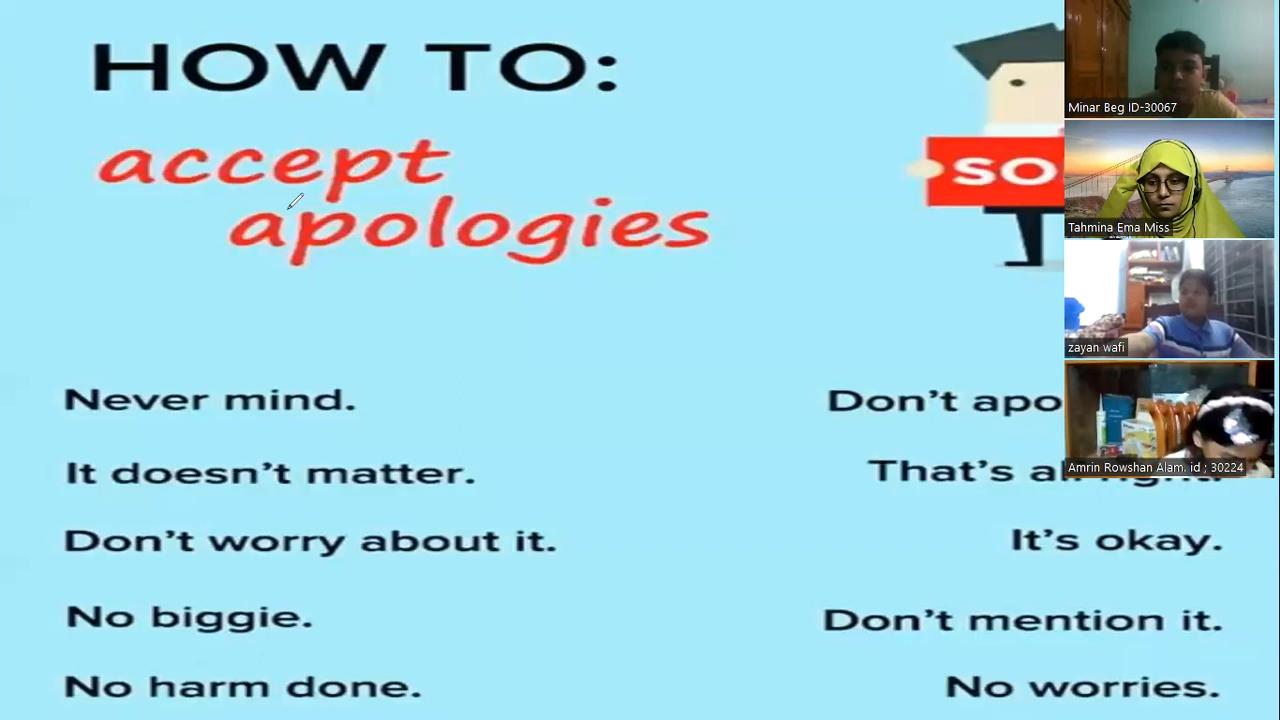 HOW TO:
accept
apologies
SO
Never mind.
It doesn't matter.
Don't worry about it.
No biggie.
No harm done.
Don't apo
That's all right.
It's okay.
Don't mention it.
No worries.
Minar Beg ID-30067
Tahmina Ema Miss
zayan wafi
Amrin Rowshan Alam. id ; 30224